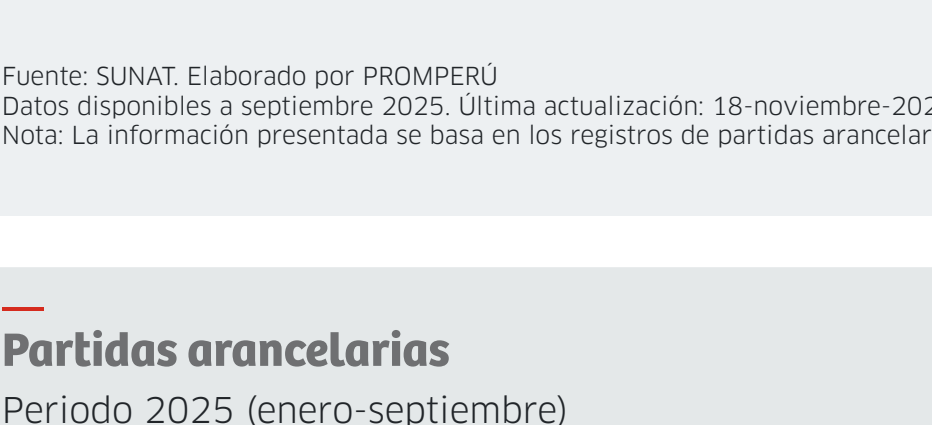 Fuente: SUNAT. Elaborado por PROMPERÚ
Datos disponibles a septiembre 2025. Última actualización: 18-noviembre-202
Nota: La información presentada se basa en los registros de partidas arancelar
Partidas arancelarias
Periodo 2025 (enero-septiembre)